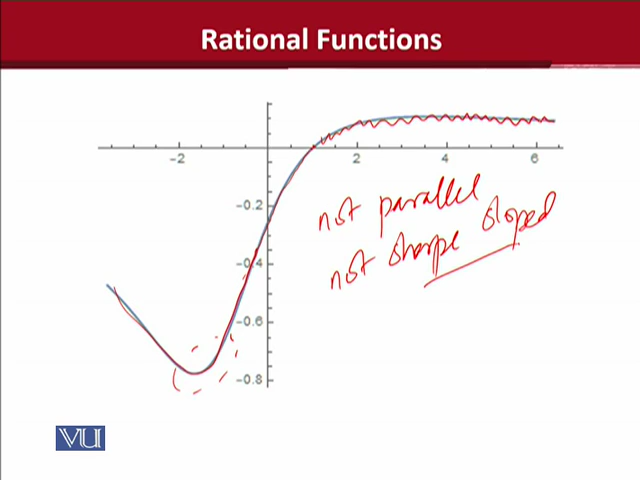 Rational Functions
-2
2
4
6
-0.2
not parallel
not sharpe sloped
-0.4
-0.6
-0.8
VU